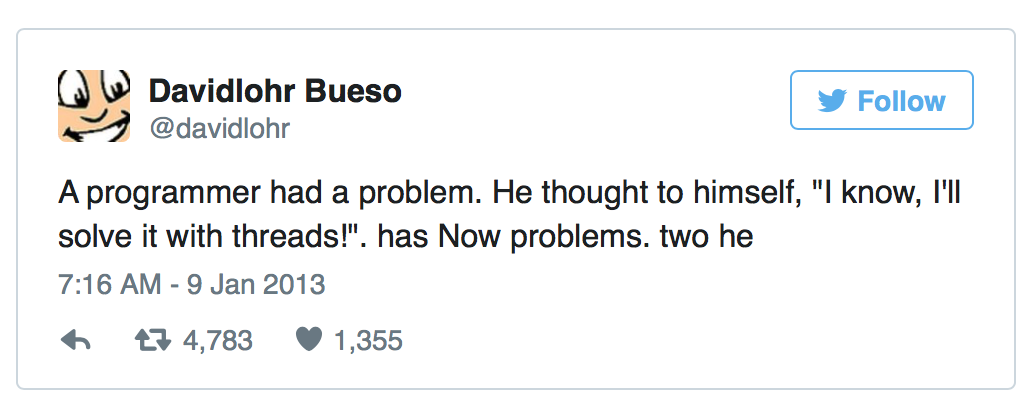 Davidlohr Bueso
@davidlohr
Follow
A programmer had a problem. He thought to himself, "I know, I'll
solve it with threads!". has Now problems. two he
7:16 AM - 9 Jan 2013
4,783 1,355